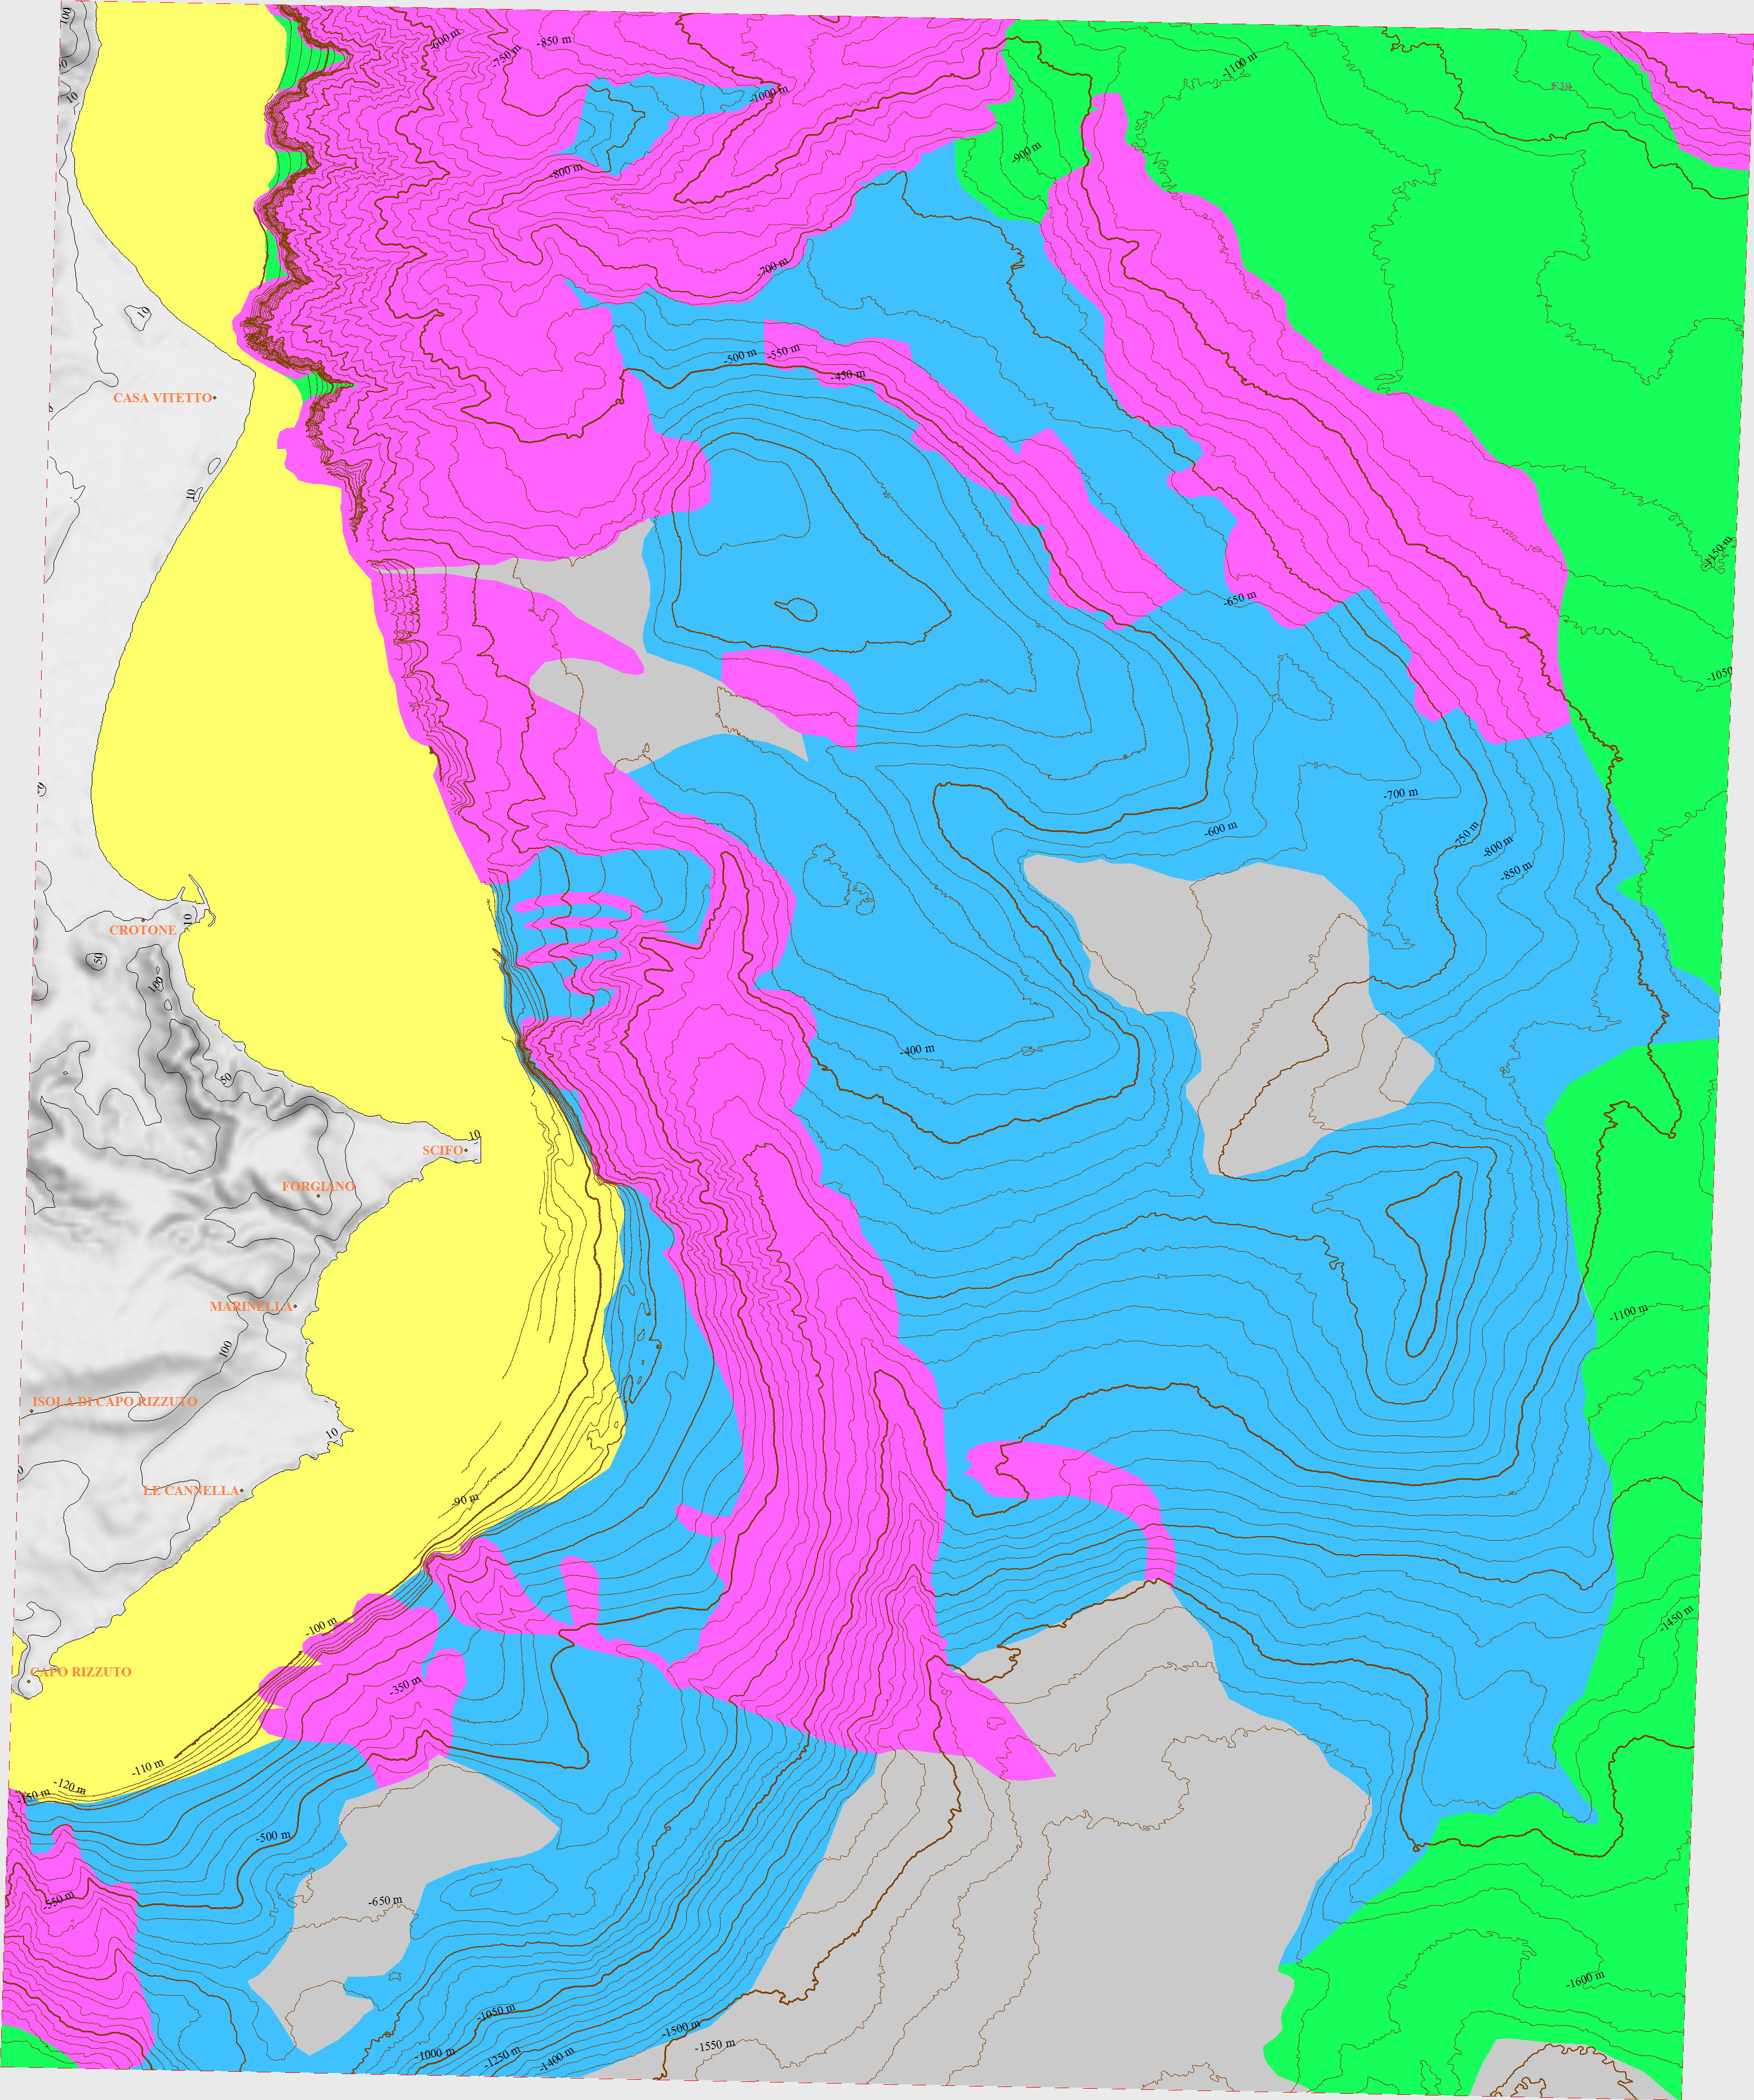 100
-600 m
-850 m
-750 m
50
-1100 m
-1000 m
10
-900 m
-800 m
-700 m
10
-500 m
-550 m
-450 m
CASA VITETTO
10
-1150 m
-650 m
-1050
-700 m
-600 m
-750 m
-800 m
-850 m
10
CROTONE
50
100
-400 m
50
10
SCIFO
FORGIANO
MARINELLA
-1100 m
100
ISOLA DI CAPO RIZZUTO
10
LE CANNELLA
-90 m
-100 m
-1450 m
CAPO RIZZUTO
-350 m
-110 m
-120 m
-150 m
-500 m
-550 m
-650 m
-1600 m
-1050 m
-1500 m
-1550 m
-1000 m
-1250 m
-1400 m